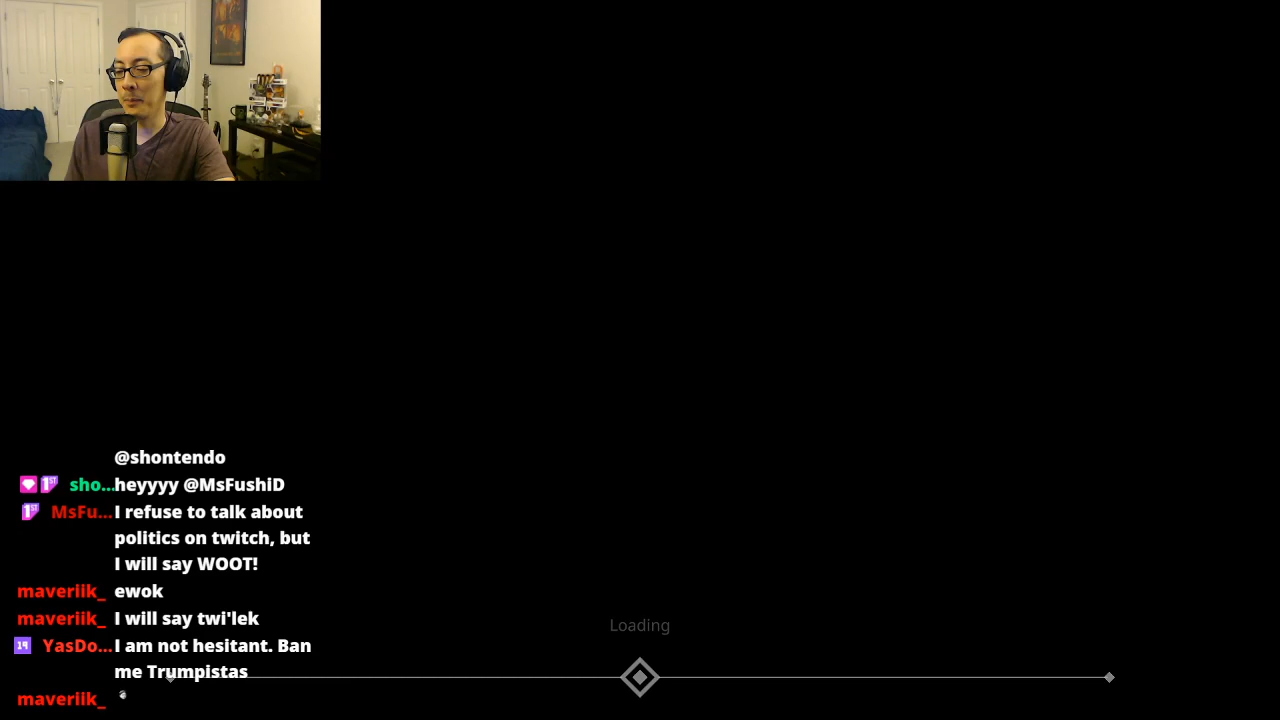 @shontendo
sho... heyyyy @MsFushiD
MsFu... I refuse to talk about
politics on twitch, but
I will say WOOT!
maveriik_ ewok
maveriik_ I will say twi'lek
YasDo... I am not hesitant. Ban
me Trumpistas
maveriik_
Loading